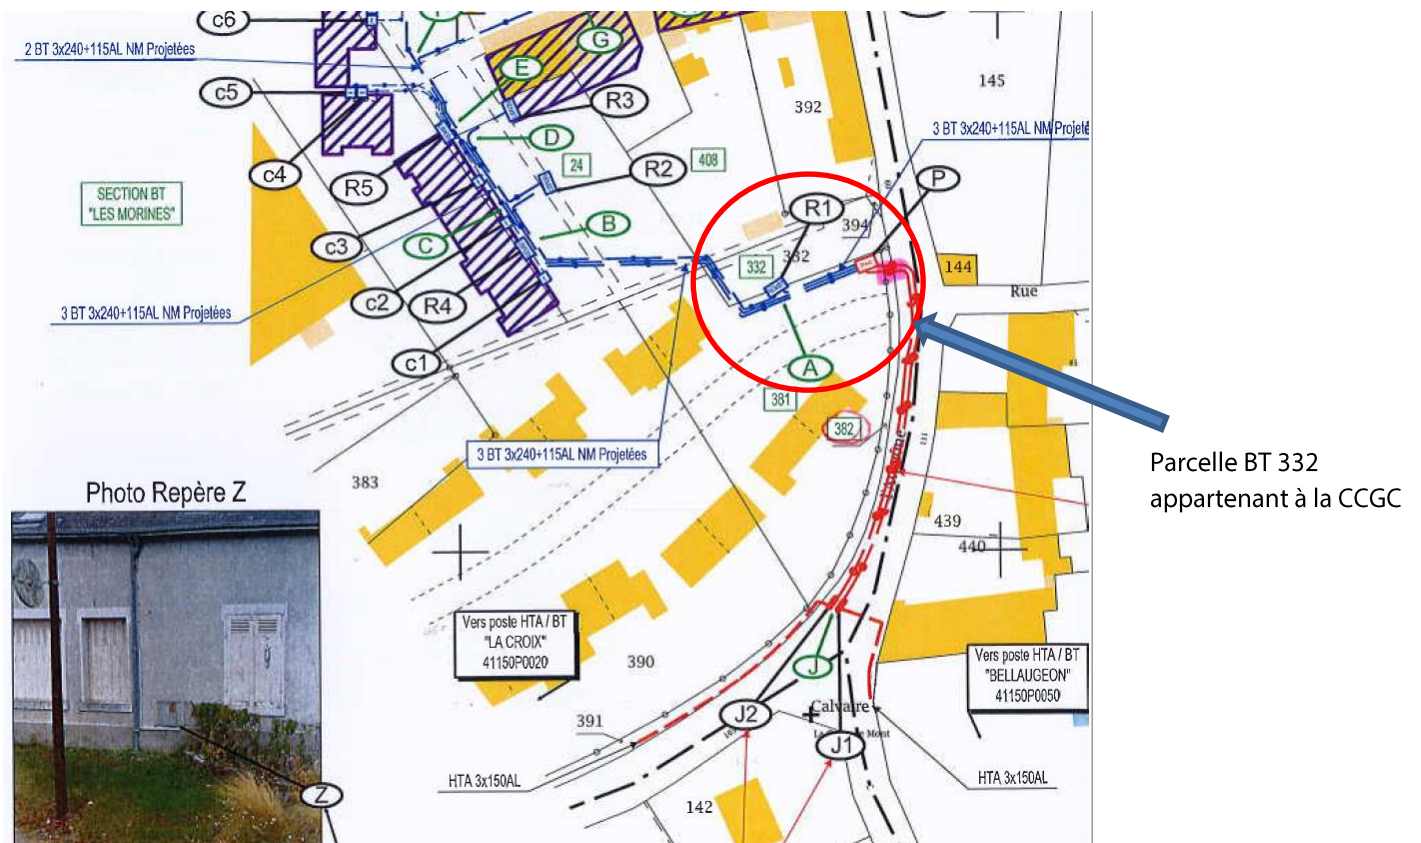 c6
2 BT 3x240+115AL NM Projetées
G
E
c5
R3
392
145
3 BT 3x240+115AL NM Projeté
D
24
408
c4
R5
R2
P
SECTION BT
"LES MORINES"
R1
394
C
B
c3
332
332
144
Rue
c2
R4
3 BT 3x240+115AL NM Projetées
c1
A
381
382
3 BT 3x240+115AL NM Projetées
Parcelle BT 332
appartenant à la CCGC
383
Photo Repère Z
439
440
Vers poste HTA / BT
"LA CROIX"
41150P0020
390
J
Vers poste HTA / BT
"BELLAUGEON"
41150P0050
391
J2
Calvaire
J1
Mont
HTA 3x150AL
HTA 3x150AL
Z
142